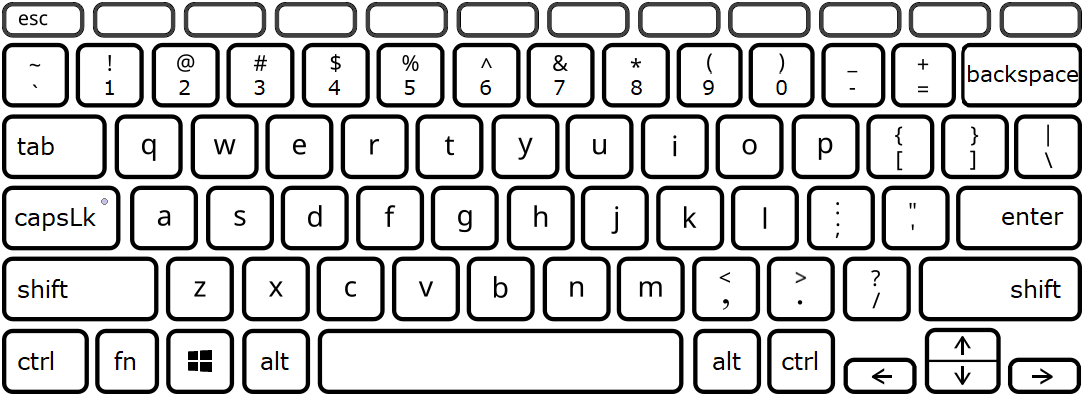 esc
~ ! @ # $ % ^ & * ( ) _ +
` 1 2 3 4 5 6 7 8 9 0 - = backspace
tab q w e r t y u i o p { } |
[ ] \
capsLk a s d f g h j k l : " enter
; '
shift z x c v b n m < > ? shift
, . /
ctrl fn alt alt ctrl ← ↑ →
↓